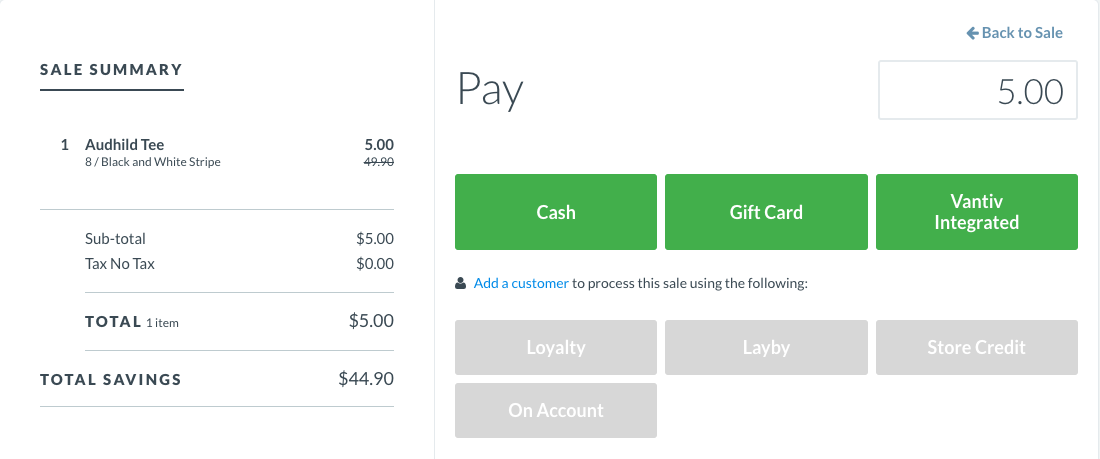 Back to Sale
SALE SUMMARY
Pay
5.00
1 Audhild Tee 5.00
8 / Black and White Stripe 49.90
Cash
Gift Card
Vantiv
Integrated
Sub-total $5.00
Tax No Tax $0.00
Add a customer to process this sale using the following:
TOTAL 1 item $5.00
Loyalty
Layby
Store Credit
TOTAL SAVINGS $44.90
On Account